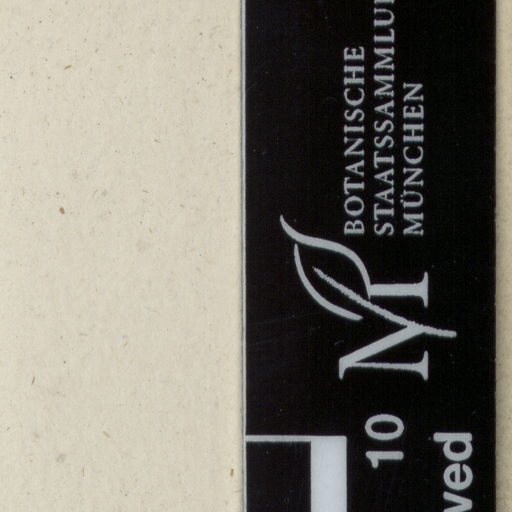 BOTANISCHE
STAATSSAMMLU
MÜNCHEN
M
10
ved